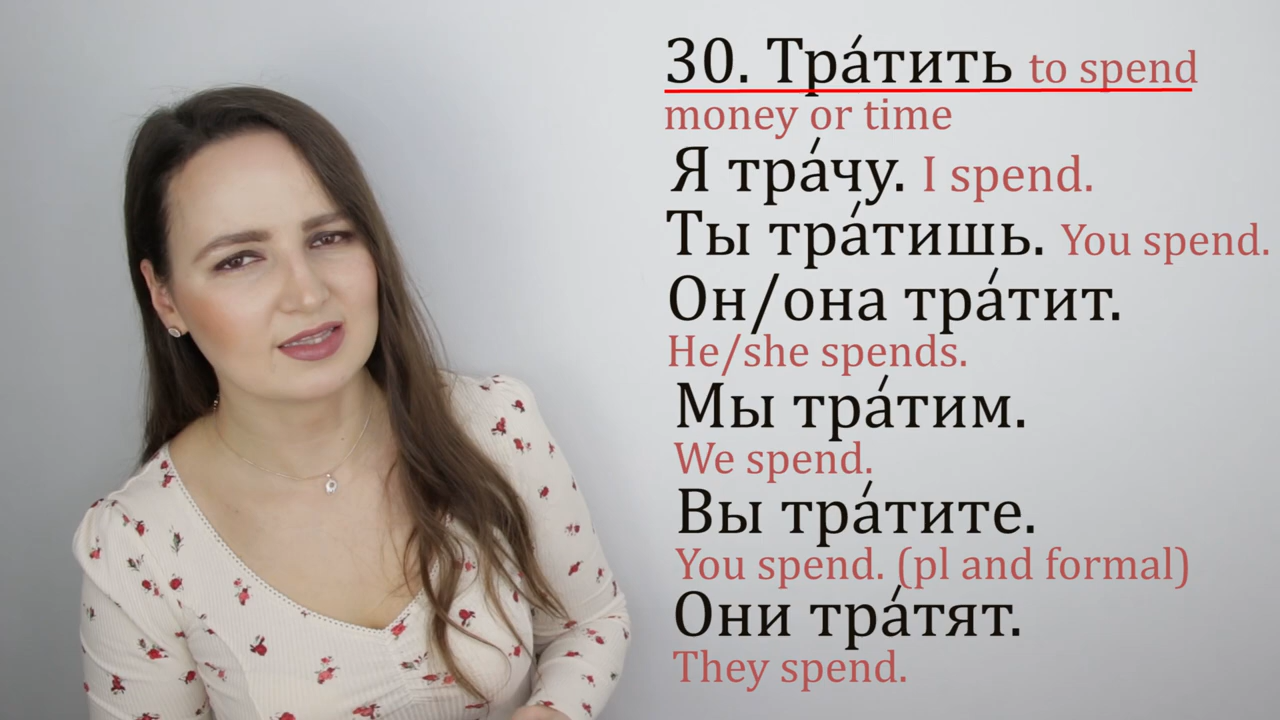 30. Тра́тить to spend
money or time
Я тра́чу. I spend.
Ты тра́тишь. You spend.
Он/она тра́тит.
He/she spends.
Мы тра́тим.
We spend.
Вы тра́тите.
You spend. (pl and formal)
Они тра́тят.
They spend.